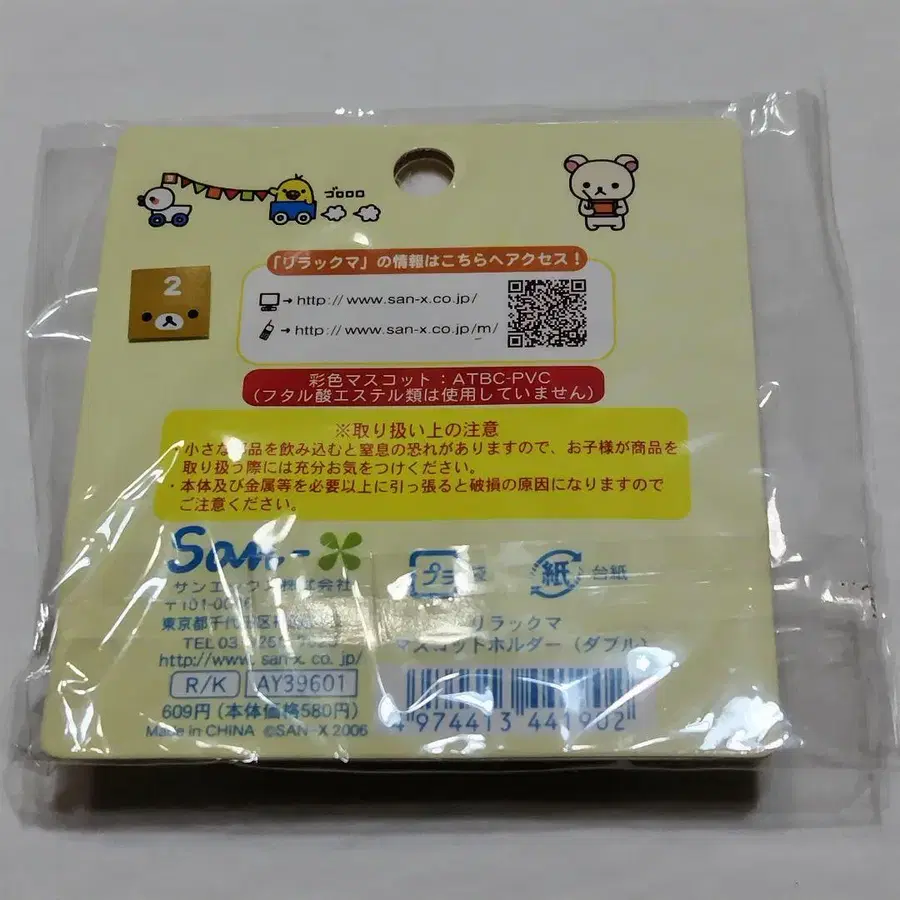 ゴロロロ
「リラックマ」の情報はこちらへアクセス！
2
→http://www.san-x.co.jp/
→http://www.san-x.co.jp/m/
彩色マスコット：ATBC-PVC
（フタル酸エステル類は使用していません）
※取り扱い上の注意
・小さな部品を飲み込むと窒息の恐れがありますので、お子様が商品を
取り扱う際には充分お気をつけください。
・本体及び金属等を必要以上に引っ張ると破損の原因になりますので
ご注意ください。
San-X
サンエックス株式会社
〒101-00
東京都千代田区
TEL 03
http://www.san-x.co.jp/
R/K AY39601
609円（本体価格580円）
Made in CHINA ©SAN-X 2006
プラ 袋 紙 台紙
リラックマ
マスコットホルダー（ダブル）
4 974413 441902